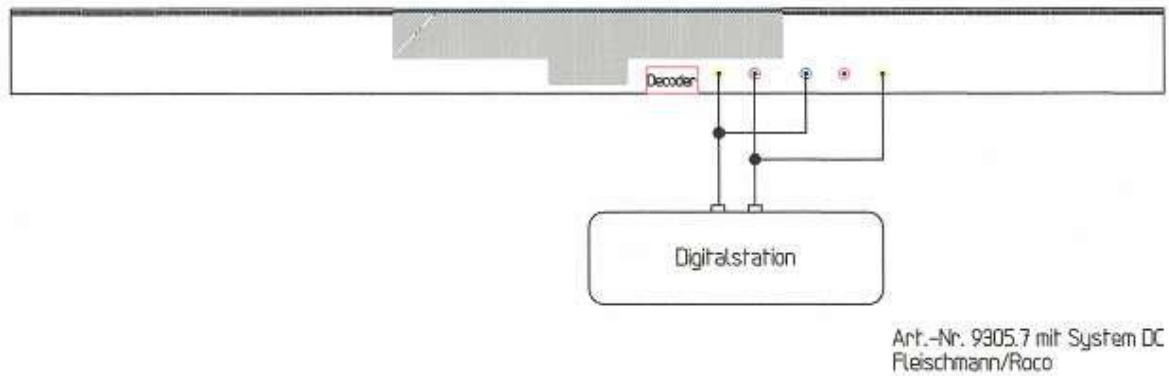 Decoder
Digitalstation
Art.-Nr. 9305.7 mit System DC
Fleischmann/Roco